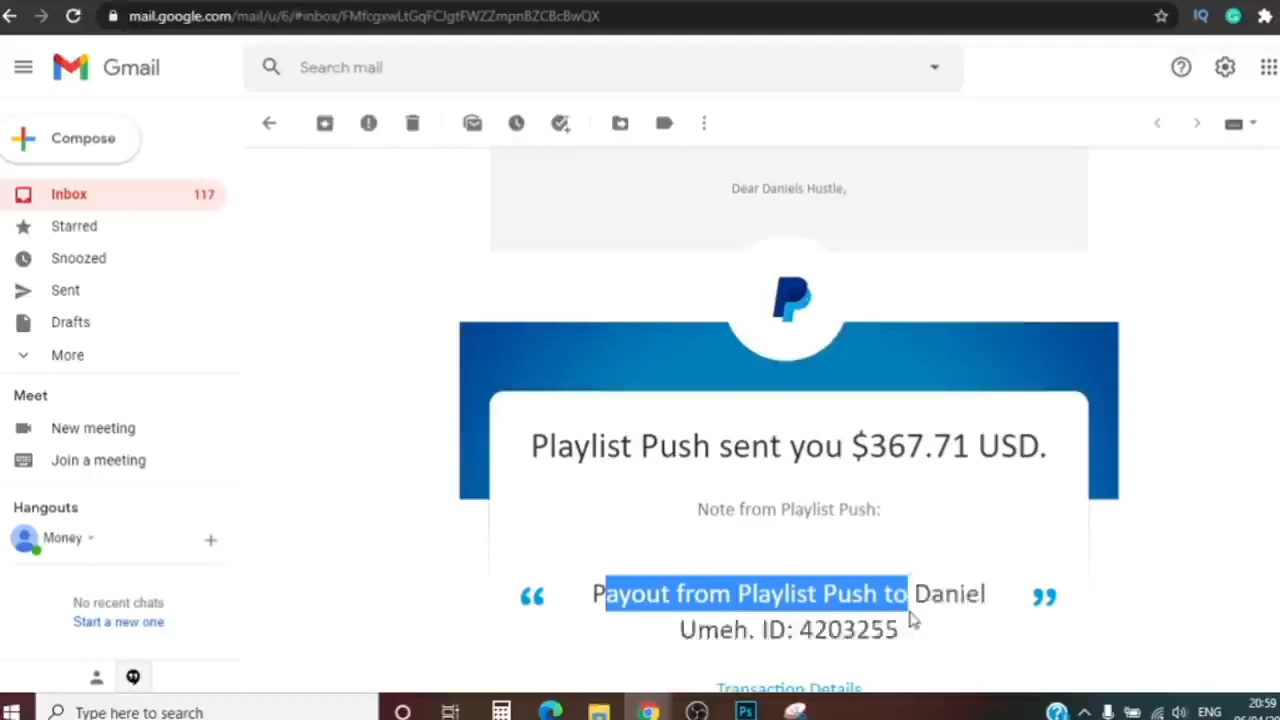 mail.google.com/mail/u/6/#inbox/FMfcgxwLtGqFCJgtFWZZmpnBZCBcBwQX
Gmail
Search mail
Compose
Inbox 117
Starred
Snoozed
Sent
Drafts
More
Meet
New meeting
Join a meeting
Hangouts
Money
No recent chats
Start a new one
Dear Daniels Hustle,
Playlist Push sent you $367.71 USD.
Note from Playlist Push:
“ Payout from Playlist Push to Daniel ”
Umeh. ID: 4203255
Transaction Details
Type here to search
ENG
20:59